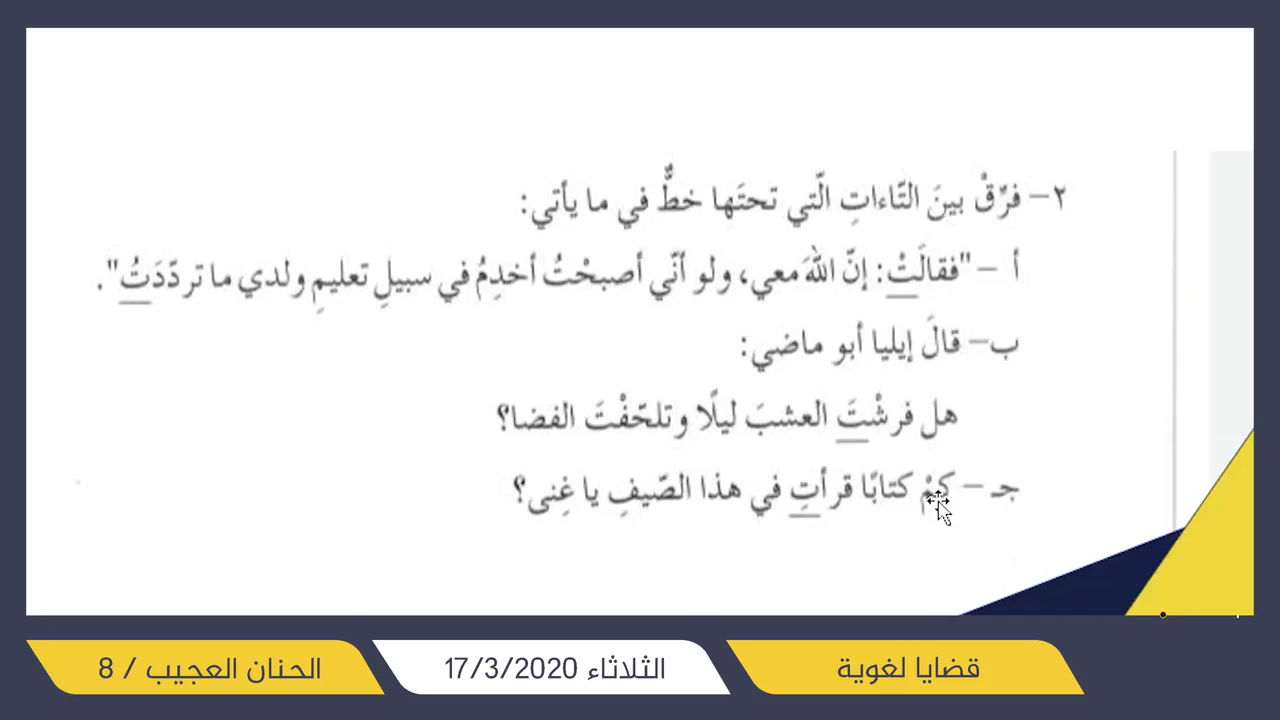 ٢- فرِّقْ بينَ التّاءاتِ الّتي تحتَها خطٌّ في ما يأتي:
أ - "فقالَتْ: إنّ اللهَ معي، ولو أنّني أصبحْتُ أخدِمُ في سبيلِ تعليمِ ولدي ما تردّدَتُ".
ب- قالَ إيليا أبو ماضي:
هل فرشْتَ العشبَ ليلًا وتلحّفْتَ الفضا؟
جـ - كمْ كتابًا قرأتِ في هذا الصّيفِ يا غِنى؟
قضايا لغوية
الثلاثاء 17/3/2020
الحنان العجيب / 8